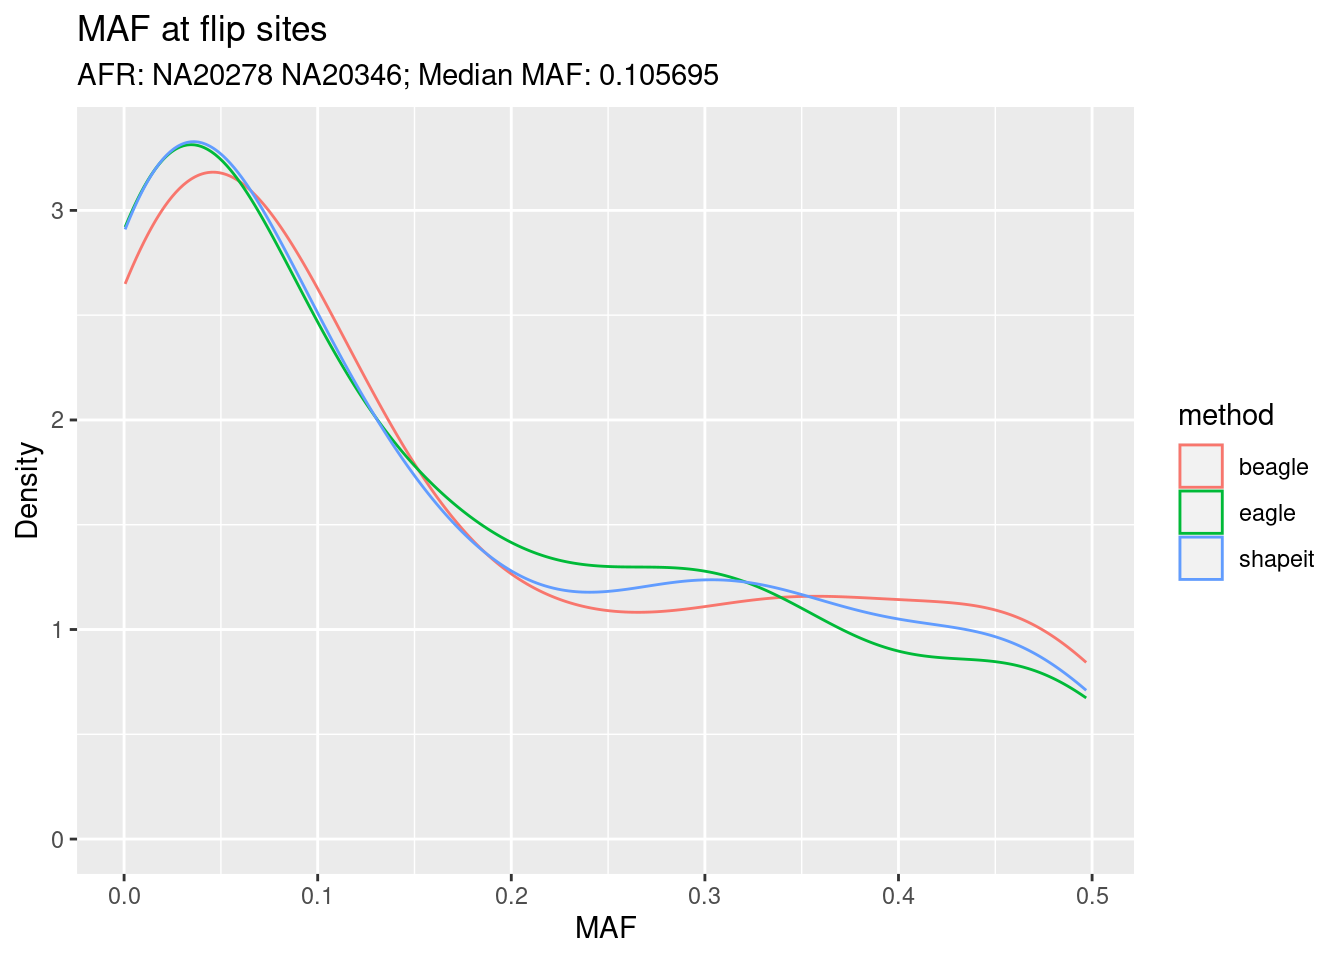 MAF at flip sites
AFR: NA20278 NA20346; Median MAF: 0.105695
3
2
1
0
Density
0.0
0.1
0.2
0.3
0.4
0.5
MAF
method
beagle
eagle
shapeit